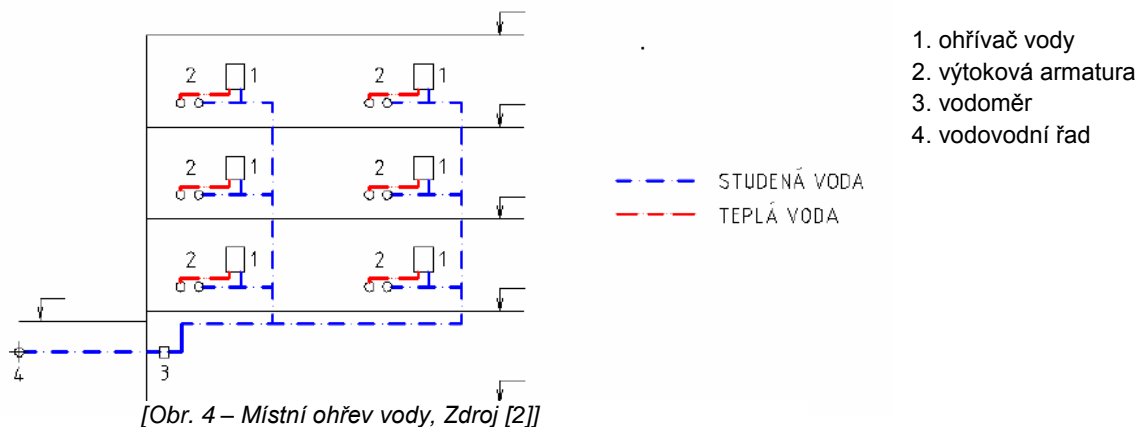 1. ohřívač vody
2. výtoková armatura
3. vodoměr
4. vodovodní řad
2 1 2 1
2 1 2 1
STUDENÁ VODA
TEPLÁ VODA
2 1 2 1
4 3
[Obr. 4 – Místní ohřev vody, Zdroj [2]]